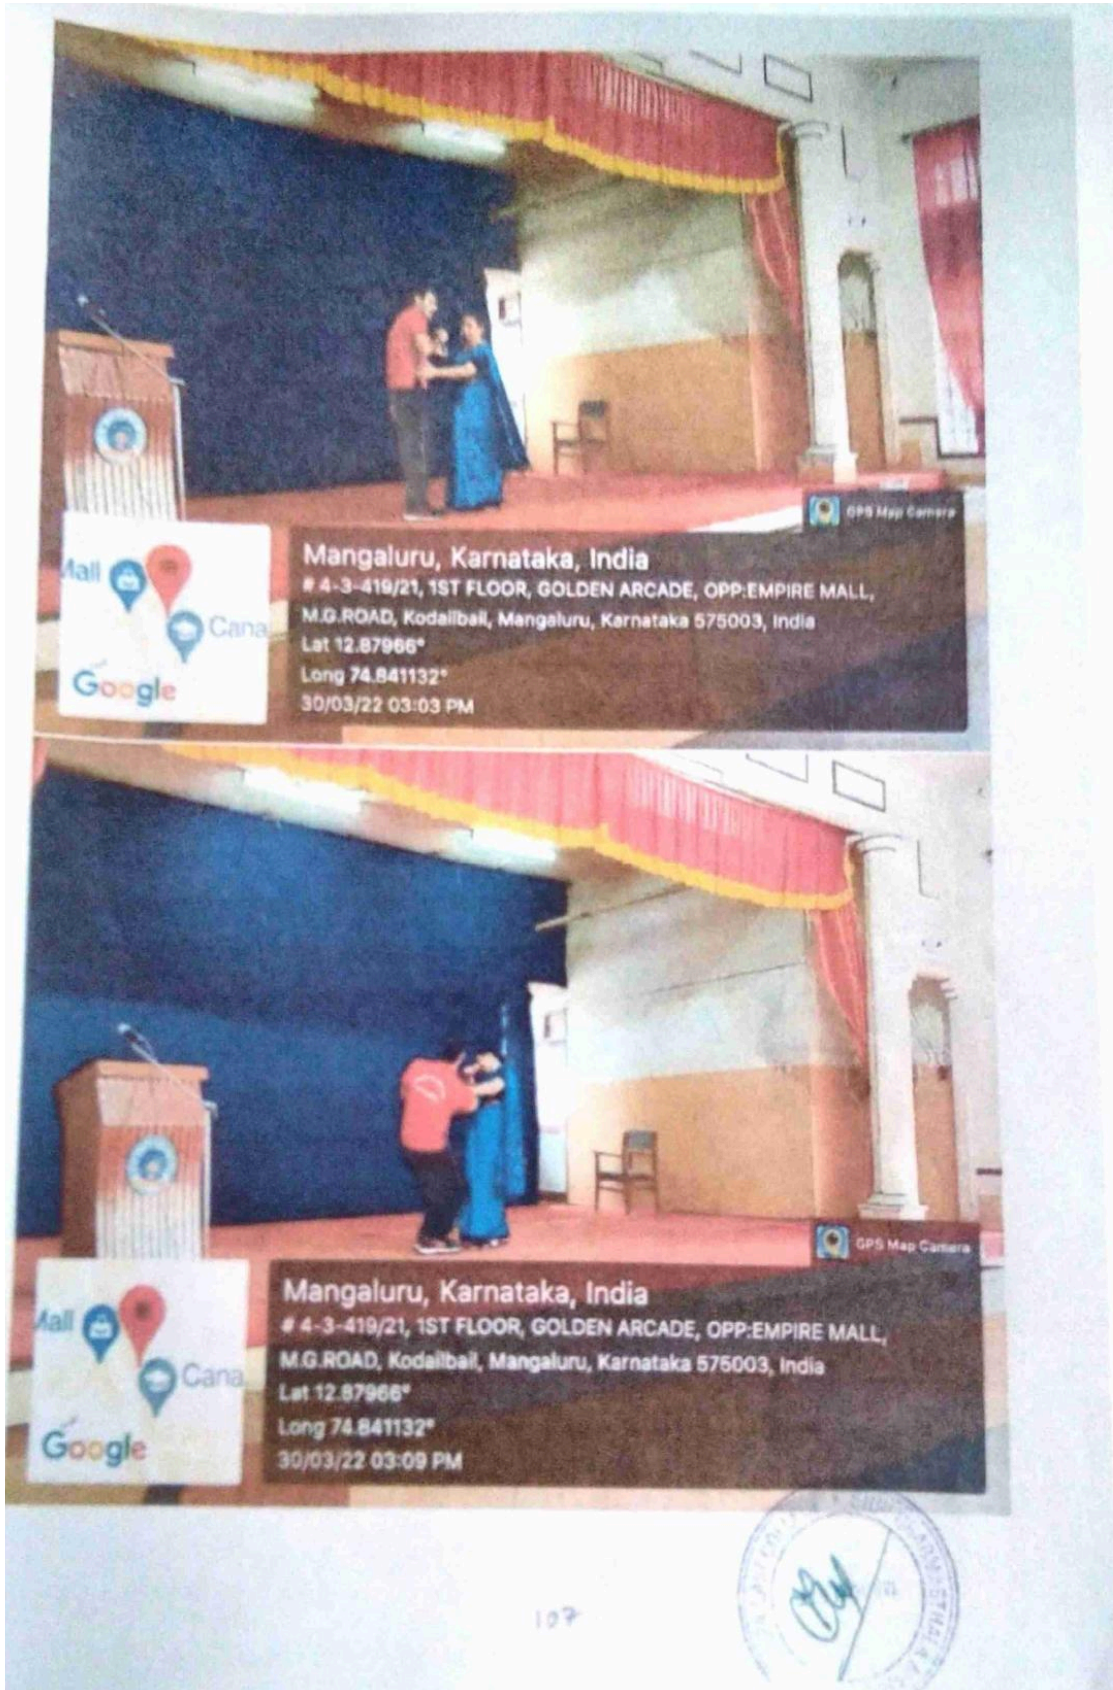 GPS Map Camera
Mall
Cana
Google
Mangaluru, Karnataka, India
# 4-3-419/21, 1ST FLOOR, GOLDEN ARCADE, OPP:EMPIRE MALL,
M.G.ROAD, Kodailbail, Mangaluru, Karnataka 575003, India
Lat 12.87966°
Long 74.841132°
30/03/22 03:03 PM
GPS Map Camera
Mall
Cana
Google
Mangaluru, Karnataka, India
# 4-3-419/21, 1ST FLOOR, GOLDEN ARCADE, OPP:EMPIRE MALL,
M.G.ROAD, Kodailbail, Mangaluru, Karnataka 575003, India
Lat 12.87966°
Long 74.841132°
30/03/22 03:09 PM
107